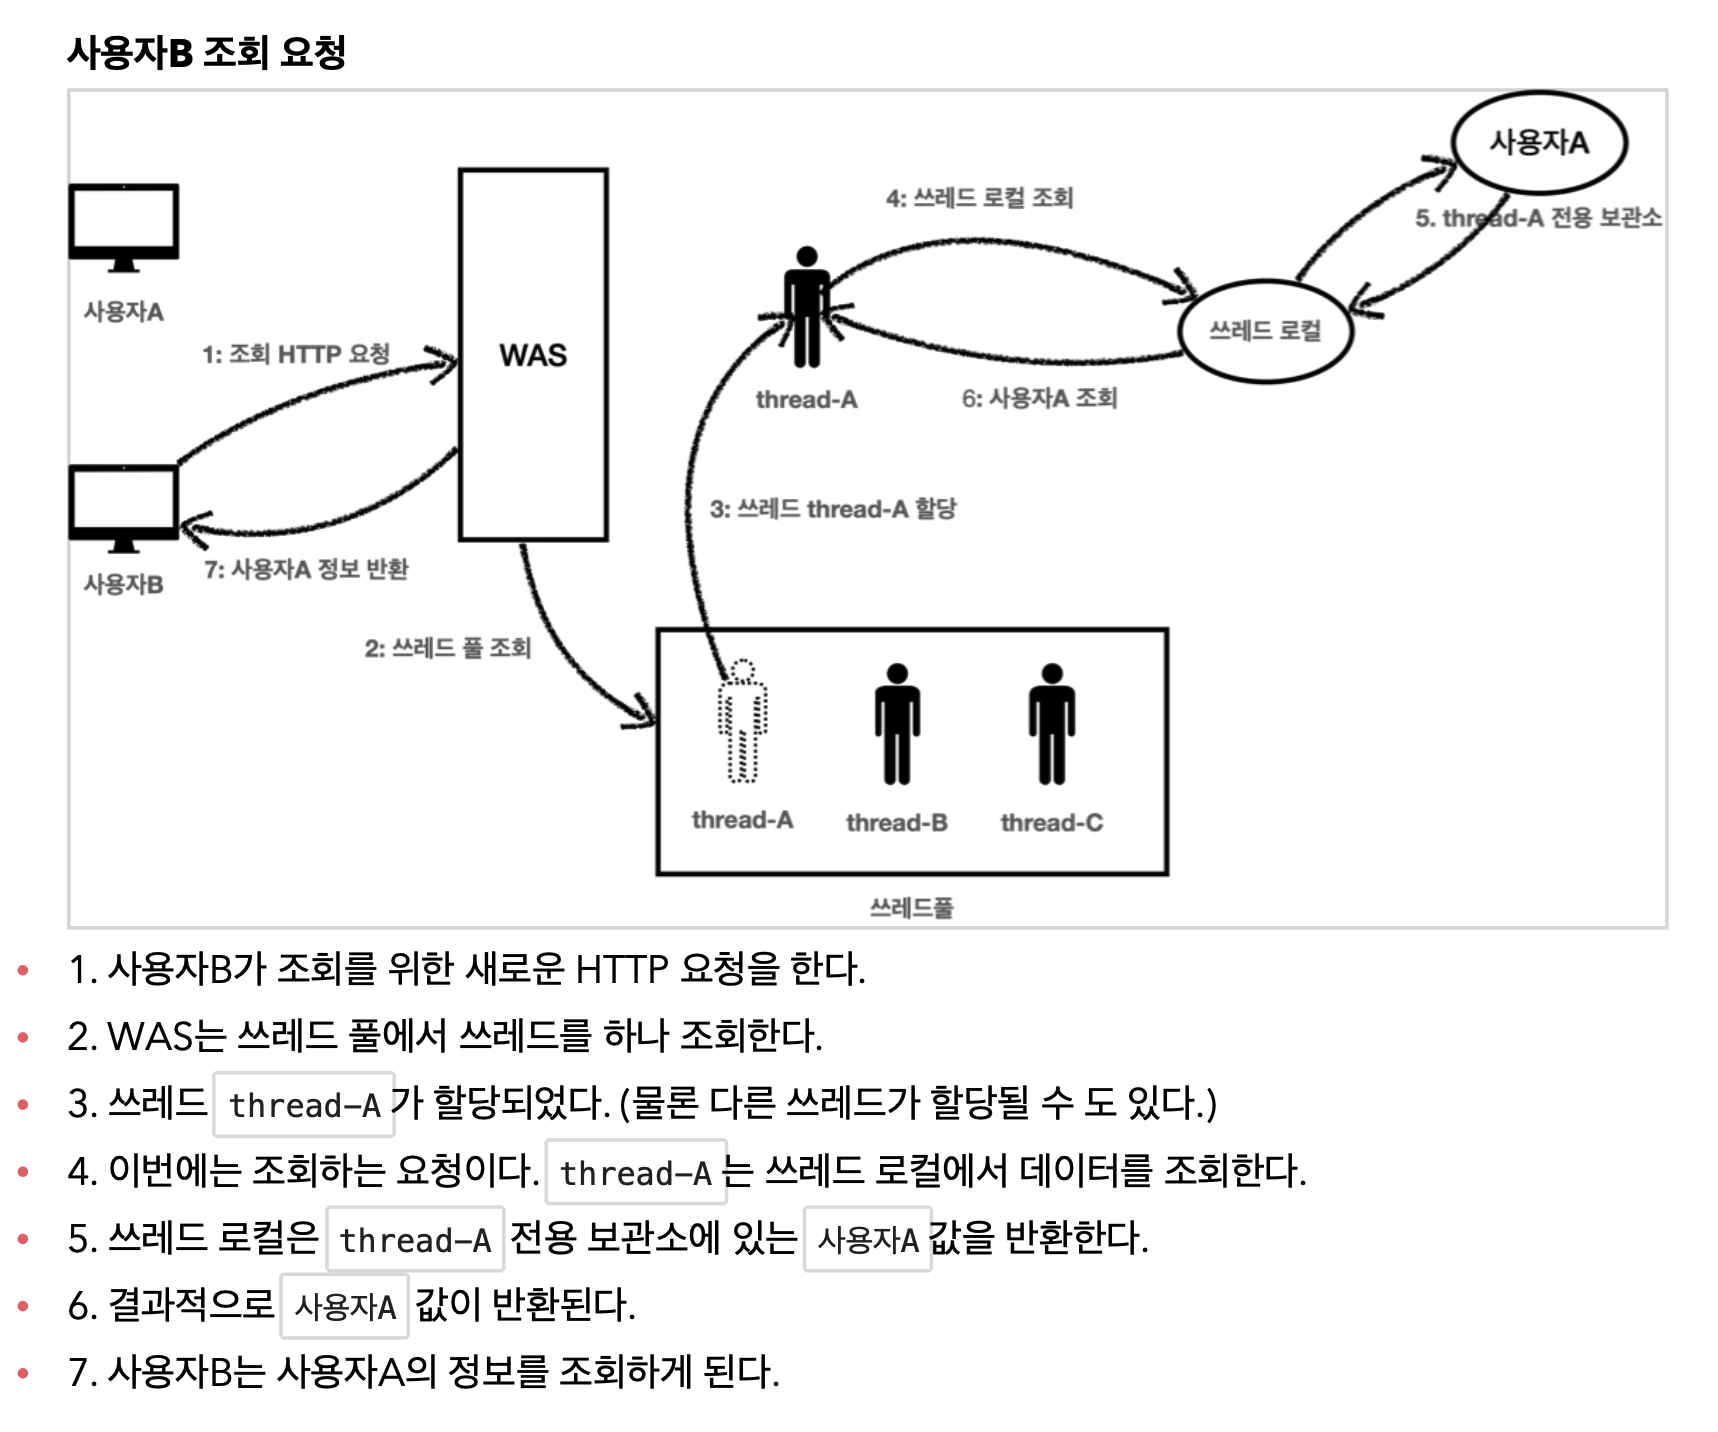 사용자B 조회 요청
사용자A
4: 쓰레드 로컬 조회
5. thread-A 전용 보관소
사용자A
쓰레드 로컬
1: 조회 HTTP 요청
WAS
thread-A
6: 사용자A 조회
3: 쓰레드 thread-A 할당
사용자B
7: 사용자A 정보 반환
2: 쓰레드 풀 조회
thread-A
thread-B
thread-C
쓰레드풀
• 1. 사용자B가 조회를 위한 새로운 HTTP 요청을 한다.
• 2. WAS는 쓰레드 풀에서 쓰레드를 하나 조회한다.
• 3. 쓰레드 thread-A 가 할당되었다. (물론 다른 쓰레드가 할당될 수 도 있다.)
• 4. 이번에는 조회하는 요청이다. thread-A 는 쓰레드 로컬에서 데이터를 조회한다.
• 5. 쓰레드 로컬은 thread-A 전용 보관소에 있는 사용자A 값을 반환한다.
• 6. 결과적으로 사용자A 값이 반환된다.
• 7. 사용자B는 사용자A의 정보를 조회하게 된다.